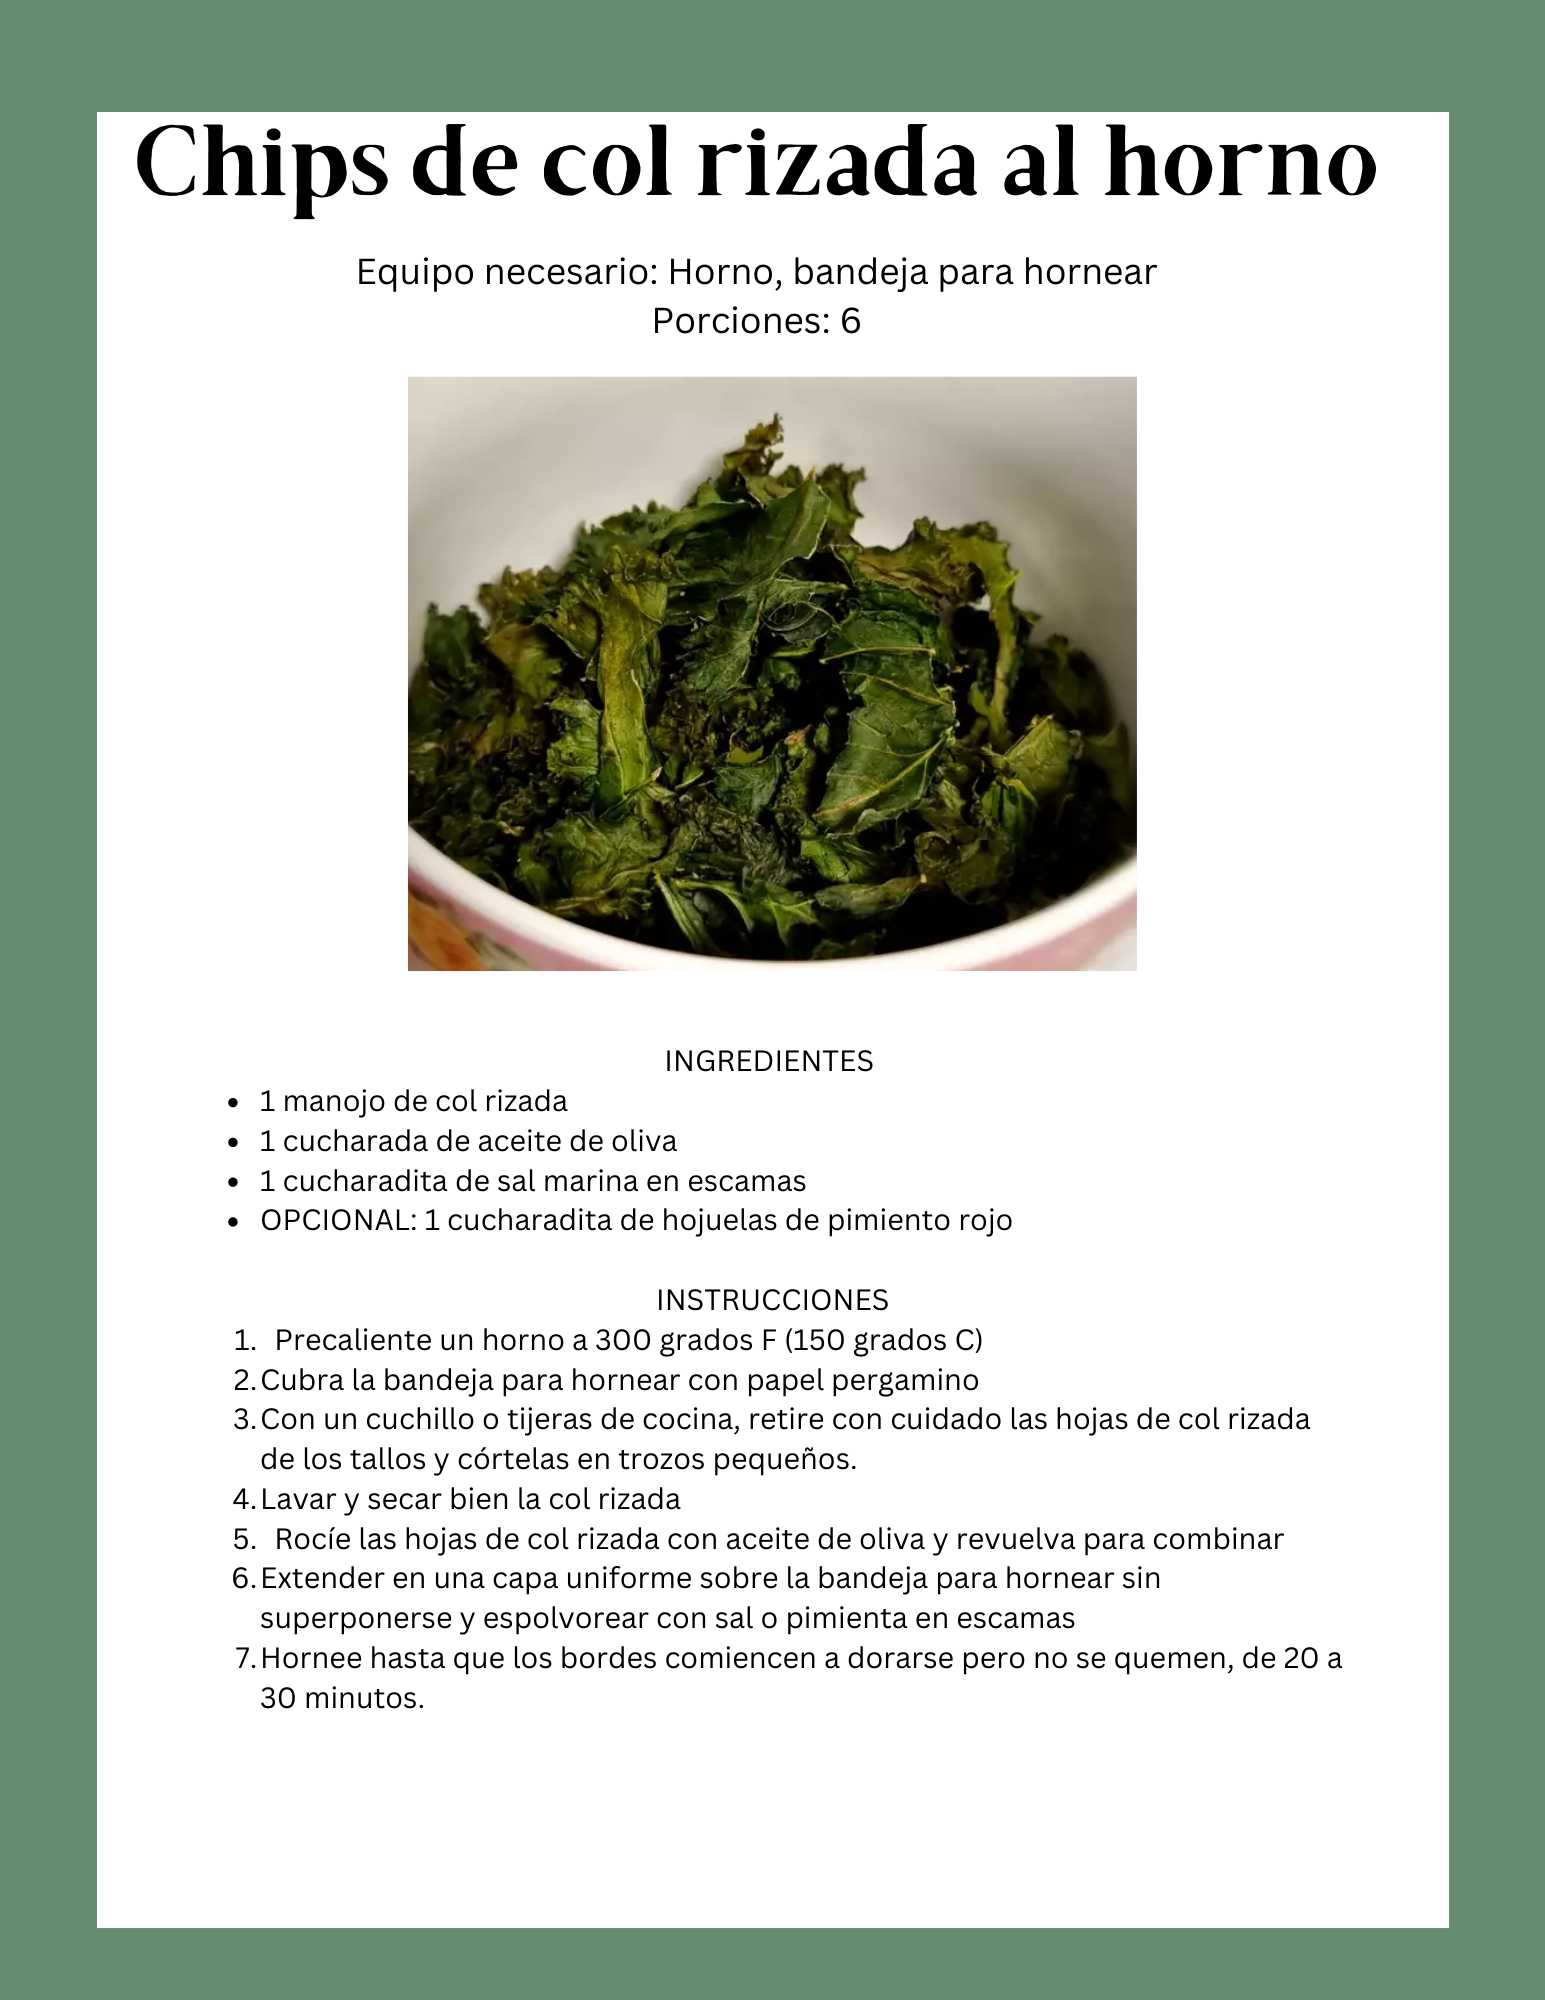 Chips de col rizada al horno
Equipo necesario: Horno, bandeja para hornear
Porciones: 6
INGREDIENTES
• 1 manojo de col rizada
• 1 cucharada de aceite de oliva
• 1 cucharadita de sal marina en escamas
• OPCIONAL: 1 cucharadita de hojuelas de pimiento rojo
INSTRUCCIONES
1. Precaliente un horno a 300 grados F (150 grados C)
2. Cubra la bandeja para hornear con papel pergamino
3. Con un cuchillo o tijeras de cocina, retire con cuidado las hojas de col rizada
de los tallos y córtelas en trozos pequeños.
4. Lavar y secar bien la col rizada
5. Rocíe las hojas de col rizada con aceite de oliva y revuelva para combinar
6. Extender en una capa uniforme sobre la bandeja para hornear sin
superponerse y espolvorear con sal o pimienta en escamas
7. Hornee hasta que los bordes comiencen a dorarse pero no se quemen, de 20 a
30 minutos.